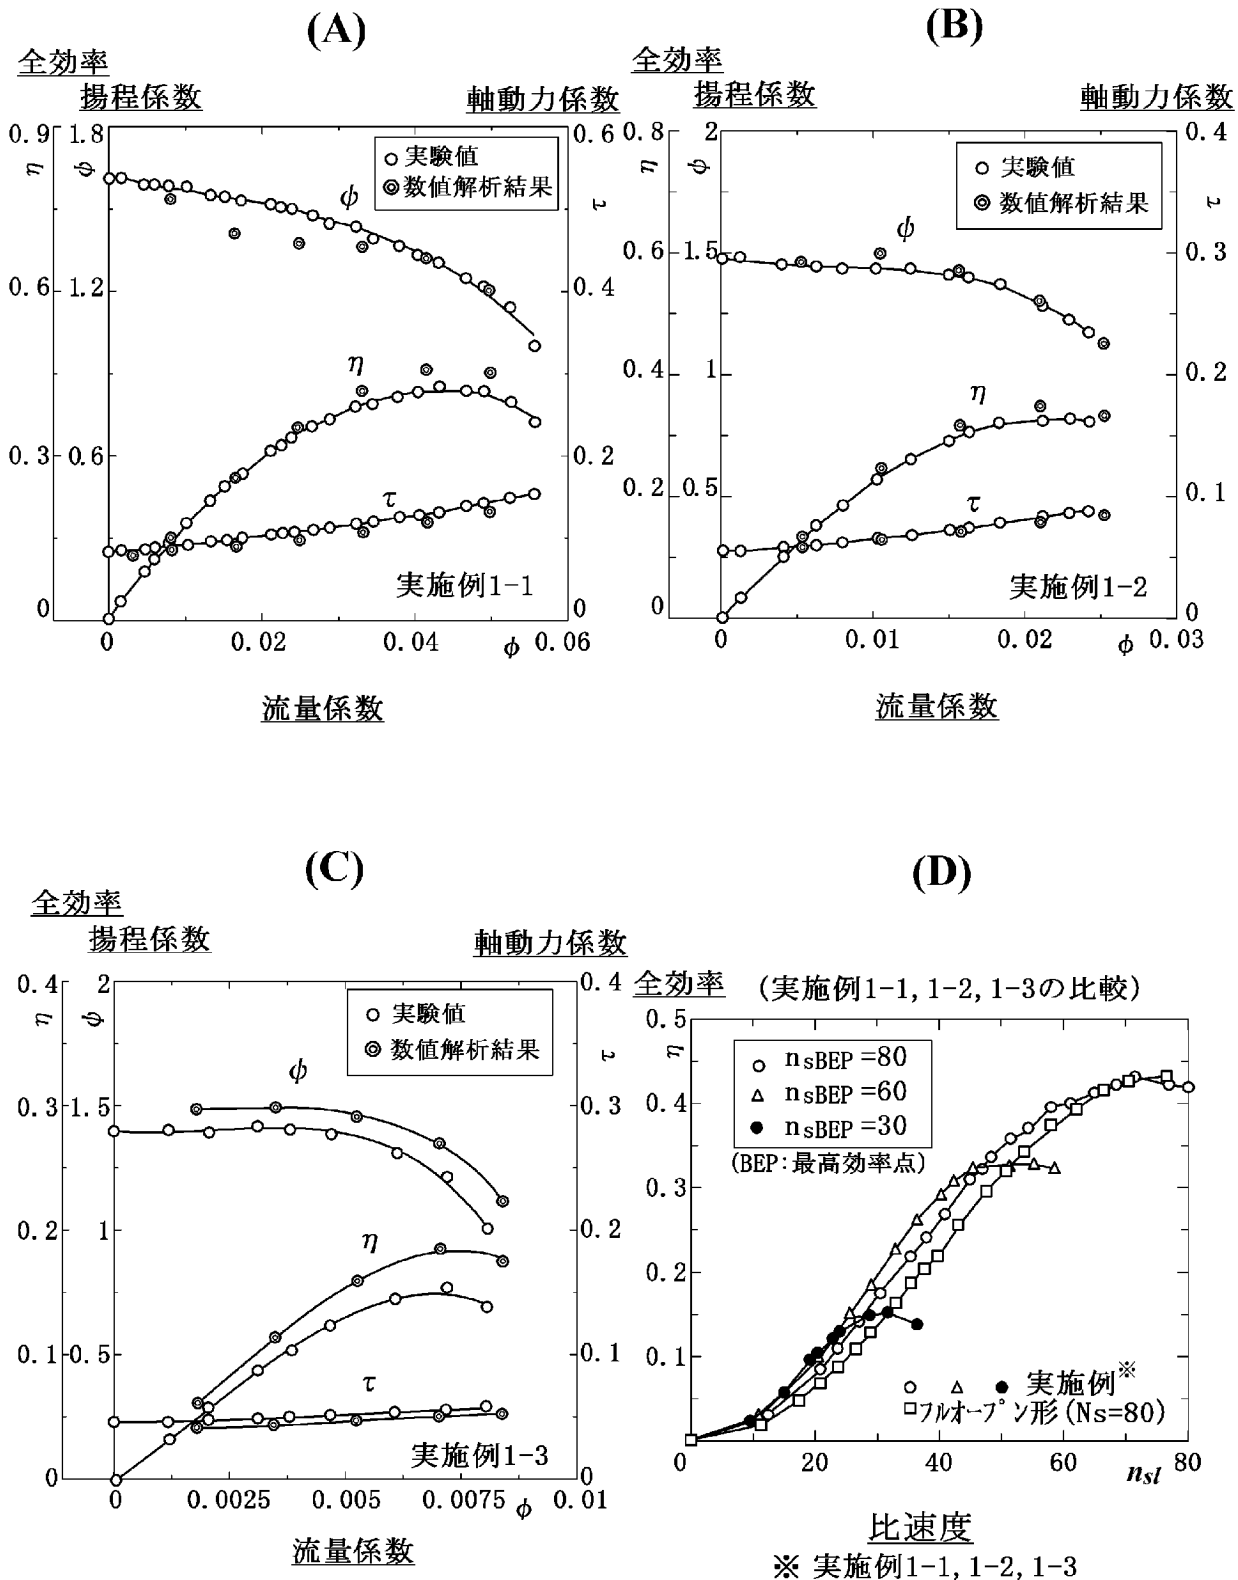 (A)
全効率
揚程係数
軸動力係数
0.9
1.8
0.6
η
ϕ
τ
○ 実験値
◎ 数値解析結果
ϕ
0.6
1.2
0.4
η
0.3
0.6
0.2
τ
実施例1-1
0
0
0
0
0.02
0.04
ϕ
0.06
流量係数
(B)
全効率
揚程係数
軸動力係数
0.8
2
0.4
η
ϕ
τ
○ 実験値
◎ 数値解析結果
ϕ
0.6
1.5
0.3
0.4
1
0.2
η
0.2
0.5
0.1
τ
実施例1-2
0
0
0
0
0.01
0.02
ϕ
0.03
流量係数
(C)
全効率
揚程係数
軸動力係数
0.4
2
0.4
η
ϕ
τ
○ 実験値
◎ 数値解析結果
ϕ
0.3
1.5
0.3
0.2
1
0.2
η
0.1
0.5
0.1
τ
実施例1-3
0
0
0
0
0.0025
0.005
0.0075
ϕ
0.01
流量係数
(D)
全効率
(実施例1-1,1-2,1-3の比較)
0.5
η
○ nsBEP=80
△ nsBEP=60
● nsBEP=30
(BEP:最高効率点)
0.4
0.3
0.2
0.1
○ △ ● 実施例※
□フルオープン形(Ns=80)
0
20
40
60
nsl
80
比速度
※ 実施例1-1,1-2,1-3